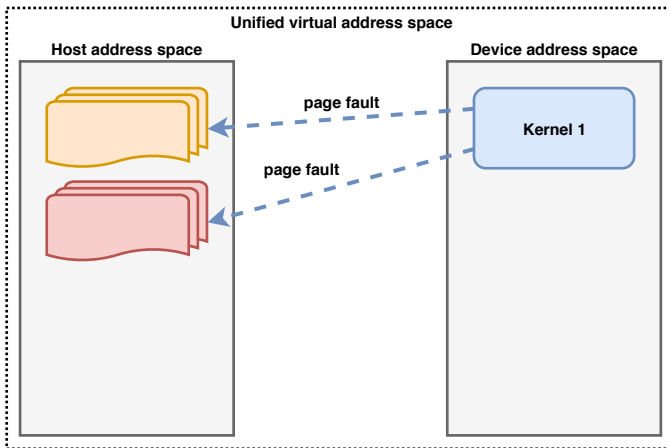 Unified virtual address space
Host address space
Device address space
page fault
Kernel 1
page fault